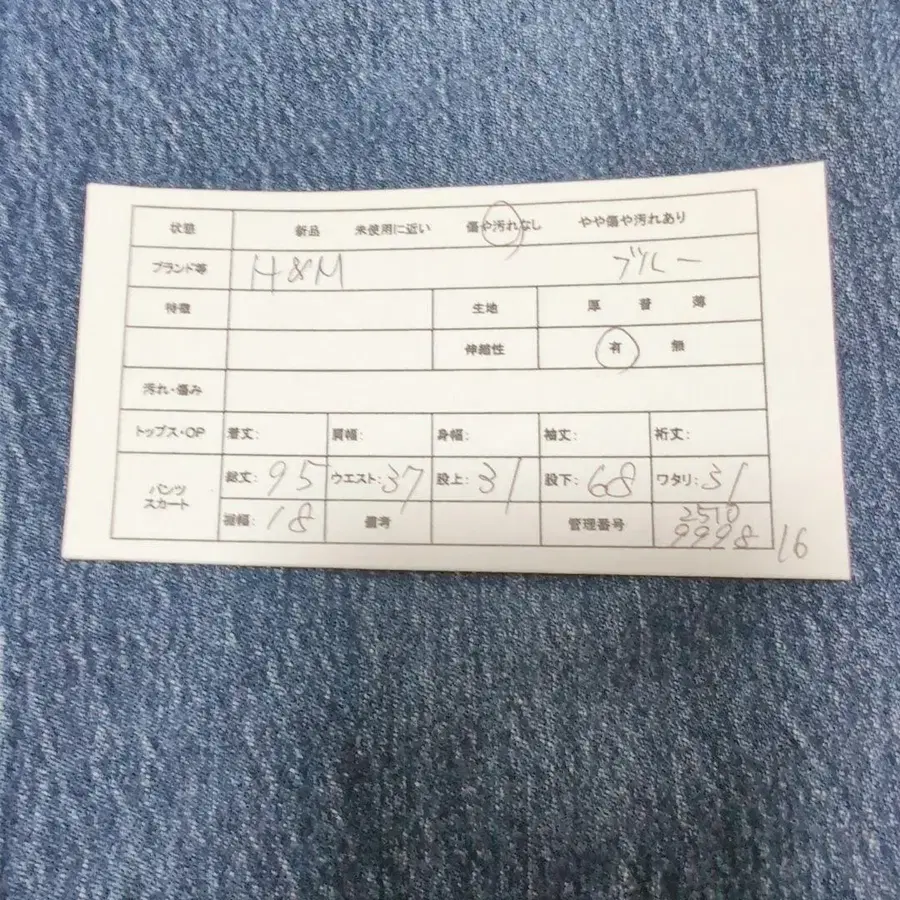 状態 新品 未使用に近い 傷や汚れなし やや傷や汚れあり
ブランド等 H&M ブルー
特徴 生地 厚 普 薄
伸縮性 有 無
汚れ・傷み
トップス・OP 着丈: 肩幅: 身幅: 袖丈: 裄丈:
パンツ スカート 総丈: 95 ウエスト: 37 股上: 31 股下: 68 ワタリ: 31
裾幅: 18 備考 管理番号 2510
9998 16